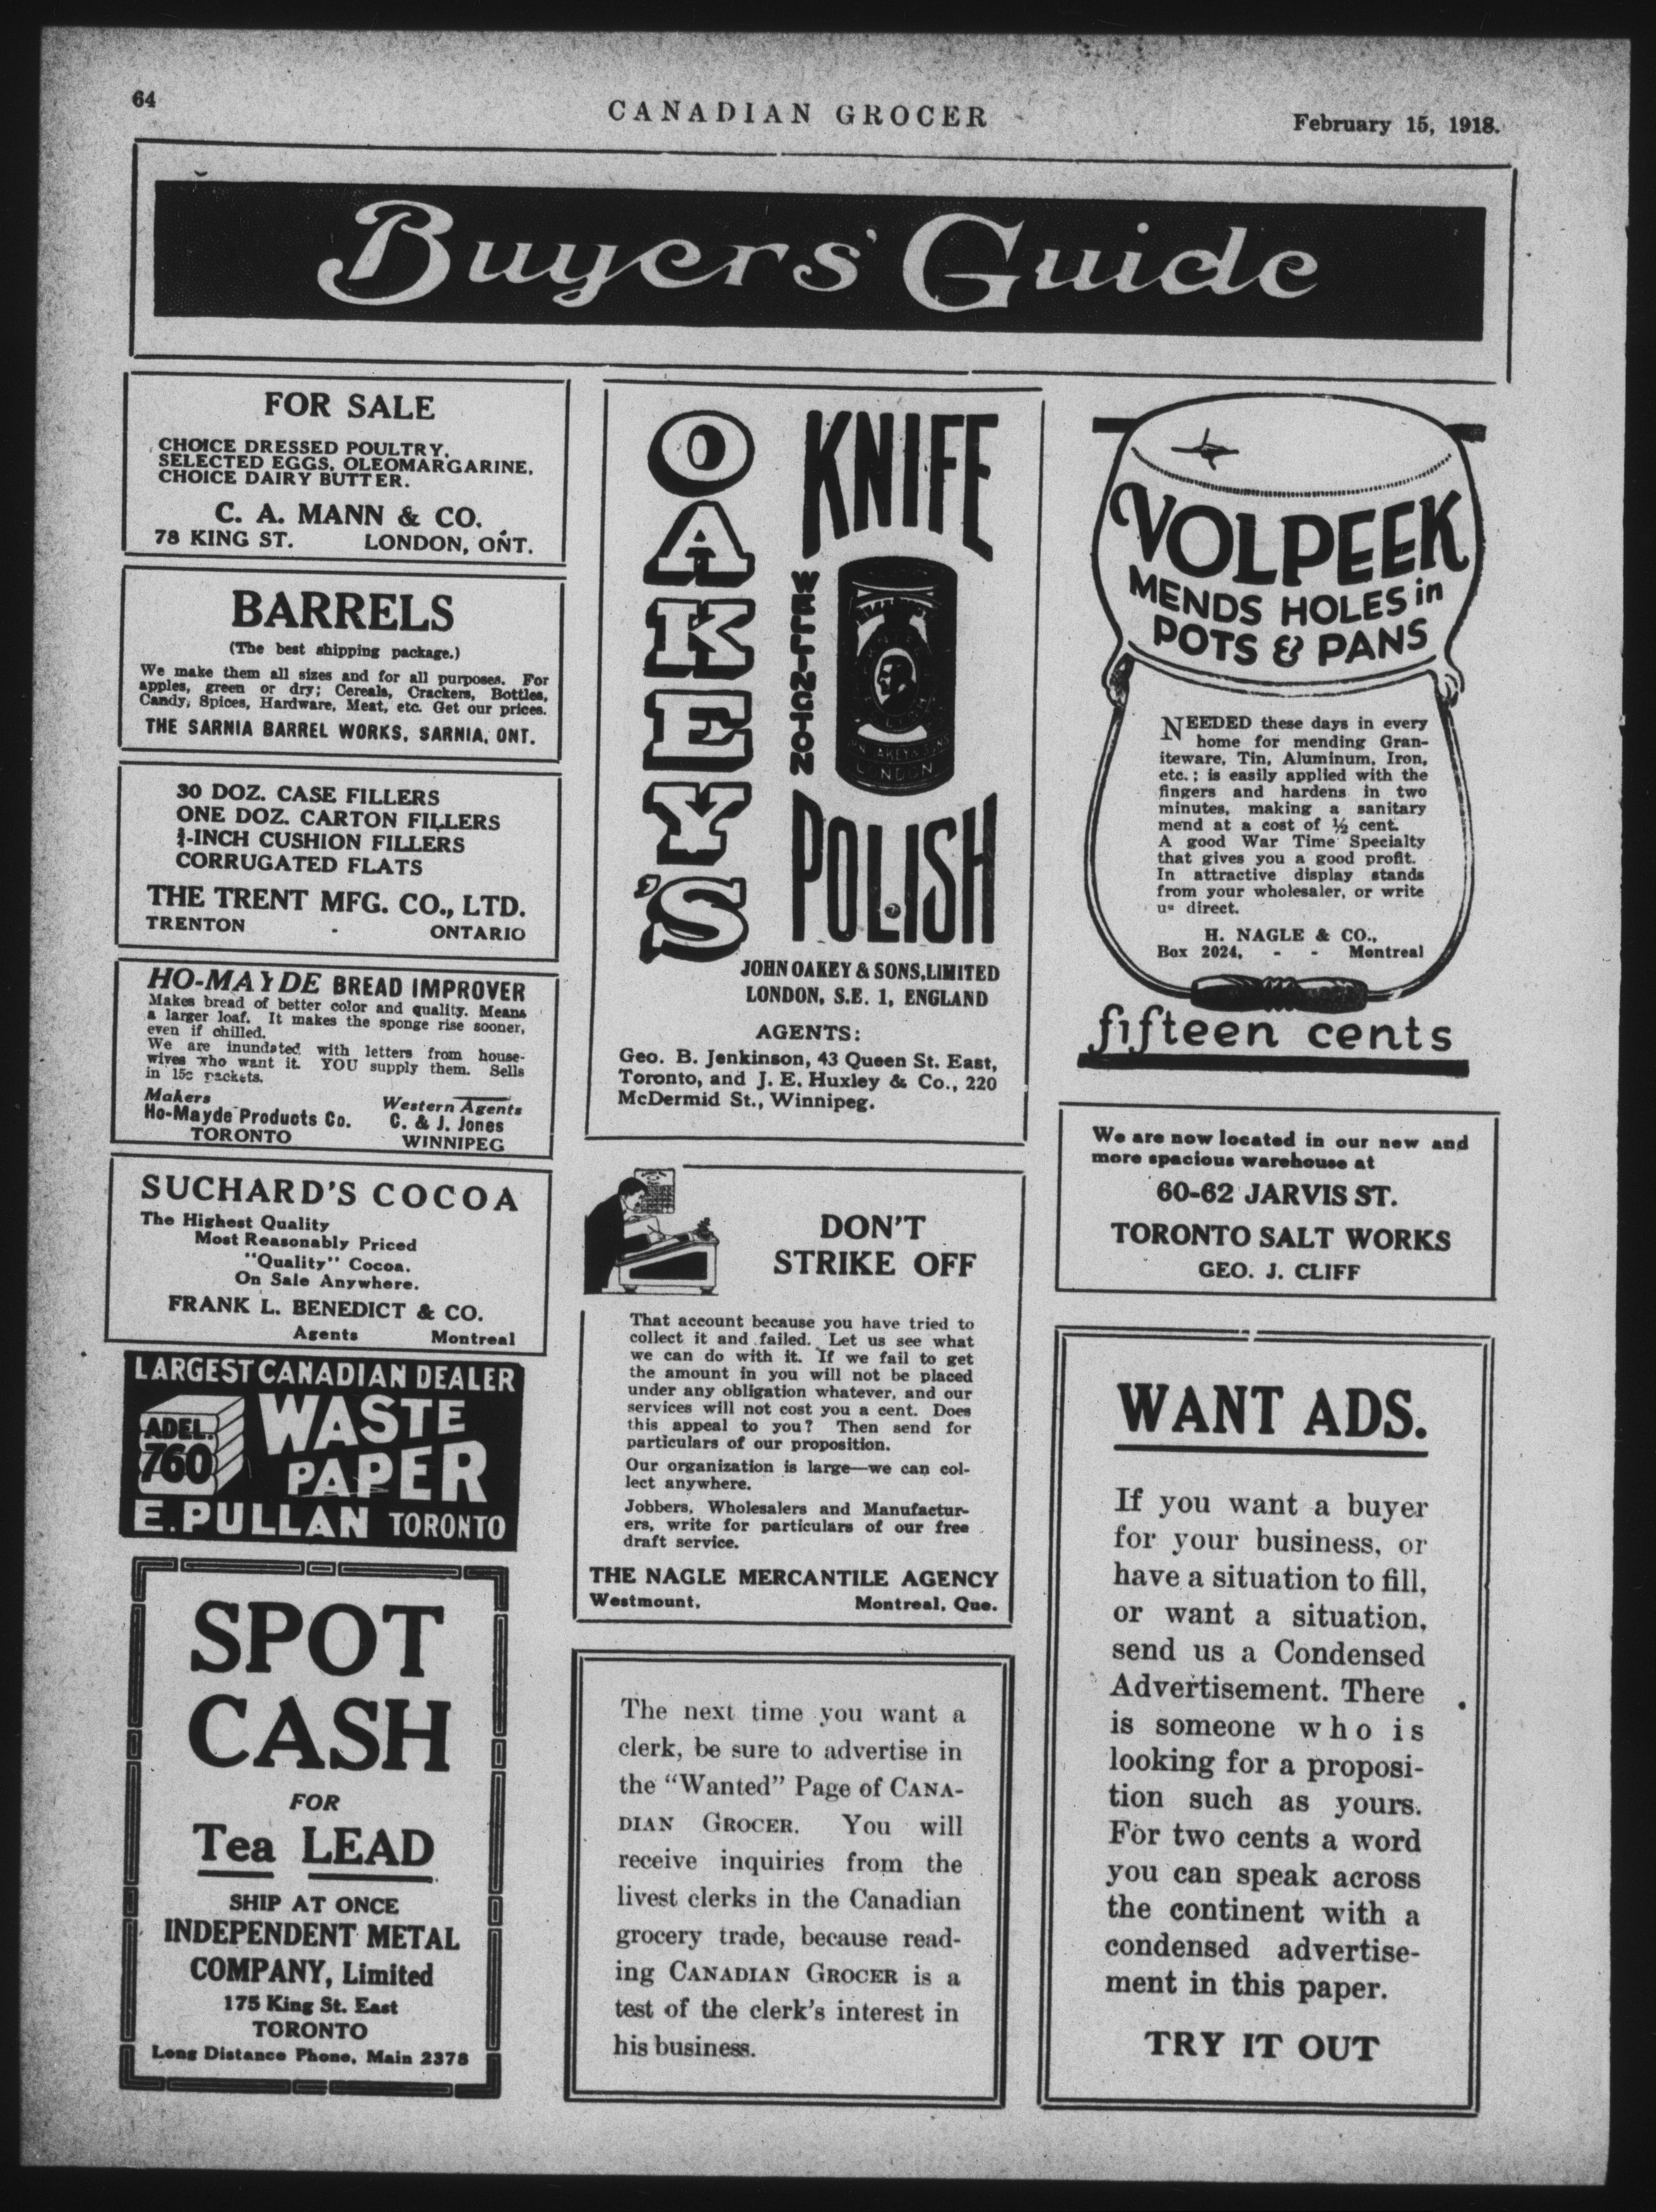 64
CANADIAN GROCER
February 15, 1918.
Buyers' Guide
FOR SALE
CHOICE DRESSED POULTRY,
SELECTED EGGS, OLEOMARGARINE,
CHOICE DAIRY BUTTER.
C. A. MANN & CO.
78 KING ST. LONDON, ONT.
BARRELS
(The best shipping package.)
We make them all sizes and for all purposes. For
apples, green or dry; Cereals, Crackers, Bottles,
Candy, Spices, Hardware, Meat, etc. Get our prices.
THE SARNIA BARREL WORKS, SARNIA, ONT.
30 DOZ. CASE FILLERS
ONE DOZ. CARTON FILLERS
-INCH CUSHION FILLERS
CORRUGATED FLATS
THE TRENT MFG. CO., LTD.
TRENTON - ONTARIO
HO-MAYDE BREAD IMPROVER
Makes bread of better color and quality. Means
a larger loaf. It makes the sponge rise sooner,
even if chilled.
We are inundated with letters from house-
wives who want it. YOU supply them. Sells
in 15c packets.
Makers
Ho-Mayde Products Co.
TORONTO
Western Agents
C. & J. Jones
WINNIPEG
SUCHARD'S COCOA
The Highest Quality
Most Reasonably Priced
"Quality" Cocoa.
On Sale Anywhere.
FRANK L. BENEDICT & CO.
Agents Montreal
LARGEST CANADIAN DEALER
ADEL.
760
WASTE
PAPER
E. PULLAN TORONTO
SPOT
CASH
FOR
Tea LEAD
SHIP AT ONCE
INDEPENDENT METAL
COMPANY, Limited
175 King St. East
TORONTO
Long Distance Phone, Main 2378
OAKEY'S
WELLINGTON
KNIFE
LONDON
POLISH
JOHN OAKEY & SONS, LIMITED
LONDON, S.E. 1, ENGLAND
AGENTS:
Geo. B. Jenkinson, 43 Queen St. East,
Toronto, and J. E. Huxley & Co., 220
McDermid St., Winnipeg.
DON'T
STRIKE OFF
That account because you have tried to
collect it and failed. Let us see what
we can do with it. If we fail to get
the amount in you will not be placed
under any obligation whatever, and our
services will not cost you a cent. Does
this appeal to you? Then send for
particulars of our proposition.
Our organization is large—we can col-
lect anywhere.
Jobbers, Wholesalers and Manufactur-
ers, write for particulars of our free
draft service.
THE NAGLE MERCANTILE AGENCY
Westmount, Montreal, Que.
The next time you want a
clerk, be sure to advertise in
the "Wanted" Page of CANA-
DIAN GROCER. You will
receive inquiries from the
livest clerks in the Canadian
grocery trade, because read-
ing CANADIAN GROCER is a
test of the clerk's interest in
his business.
VOLPEEK
MENDS HOLES in
POTS & PANS
NEEDED these days in every
home for mending Gran-
iteware, Tin, Aluminum, Iron,
etc.; is easily applied with the
fingers and hardens in two
minutes, making a sanitary
mend at a cost of ½ cent.
A good War Time Specialty
that gives you a good profit.
In attractive display stands
from your wholesaler, or write
us direct.
H. NAGLE & CO.,
Box 2024, - - Montreal
fifteen cents
We are now located in our new and
more spacious warehouse at
60-62 JARVIS ST.
TORONTO SALT WORKS
GEO. J. CLIFF
WANT ADS.
If you want a buyer
for your business, or
have a situation to fill,
or want a situation,
send us a Condensed
Advertisement. There
is someone who is
looking for a proposi-
tion such as yours.
For two cents a word
you can speak across
the continent with a
condensed advertise-
ment in this paper.
TRY IT OUT